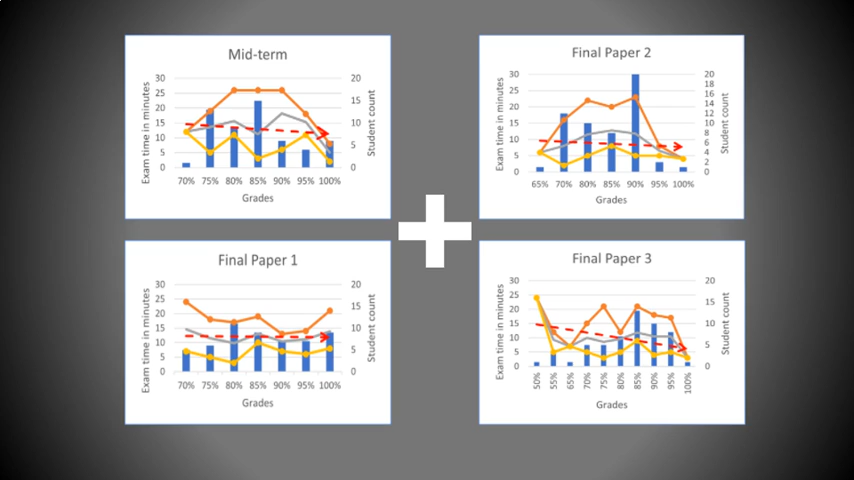 Mid-term
30
25
20
15
10
5
0
Exam time in minutes
20
15
10
5
0
Student count
70% 75% 80% 85% 90% 95% 100%
Grades
Final Paper 2
30
25
20
15
10
5
0
Exam time in minutes
20
18
16
14
12
10
8
6
4
2
0
Student count
65% 70% 80% 85% 90% 95% 100%
Grades
Final Paper 1
30
25
20
15
10
5
0
Exam time in minutes
20
15
10
5
0
Student count
70% 75% 80% 85% 90% 95% 100%
Grades
Final Paper 3
30
25
20
15
10
5
0
Exam time in minutes
20
15
10
5
0
Student count
50% 55% 65% 70% 75% 80% 85% 90% 95% 100%
Grades